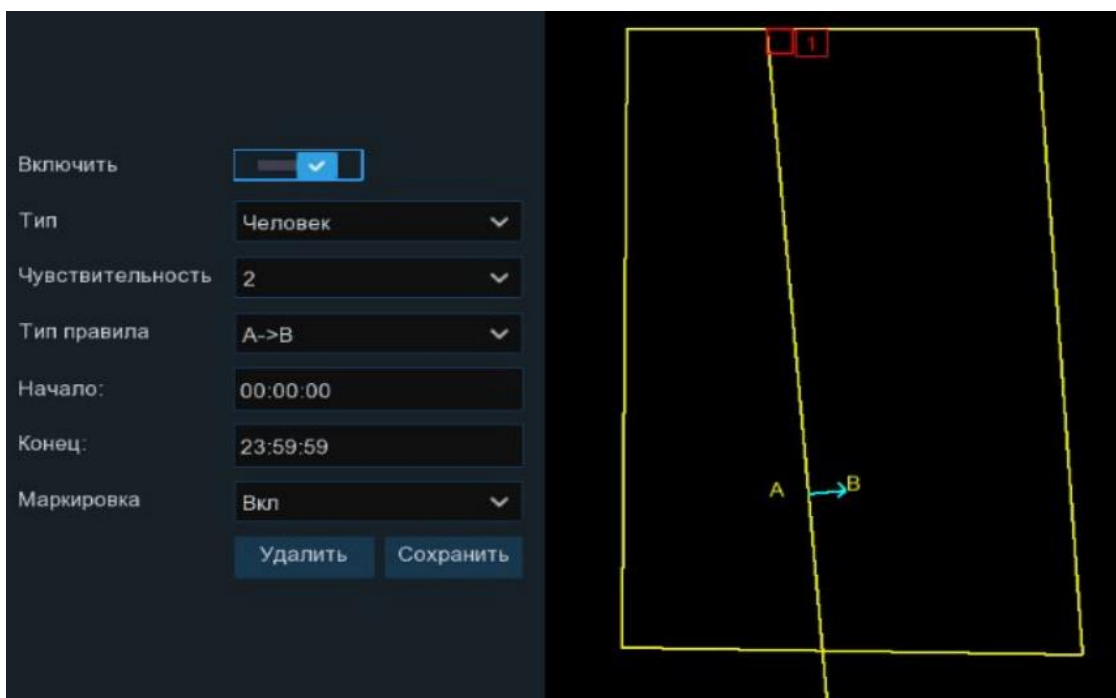 Включить
Тип Человек
Чувствительность 2
Тип правила A->B
Начало: 00:00:00
Конец: 23:59:59
Маркировка Вкл
Удалить Сохранить
1
A B